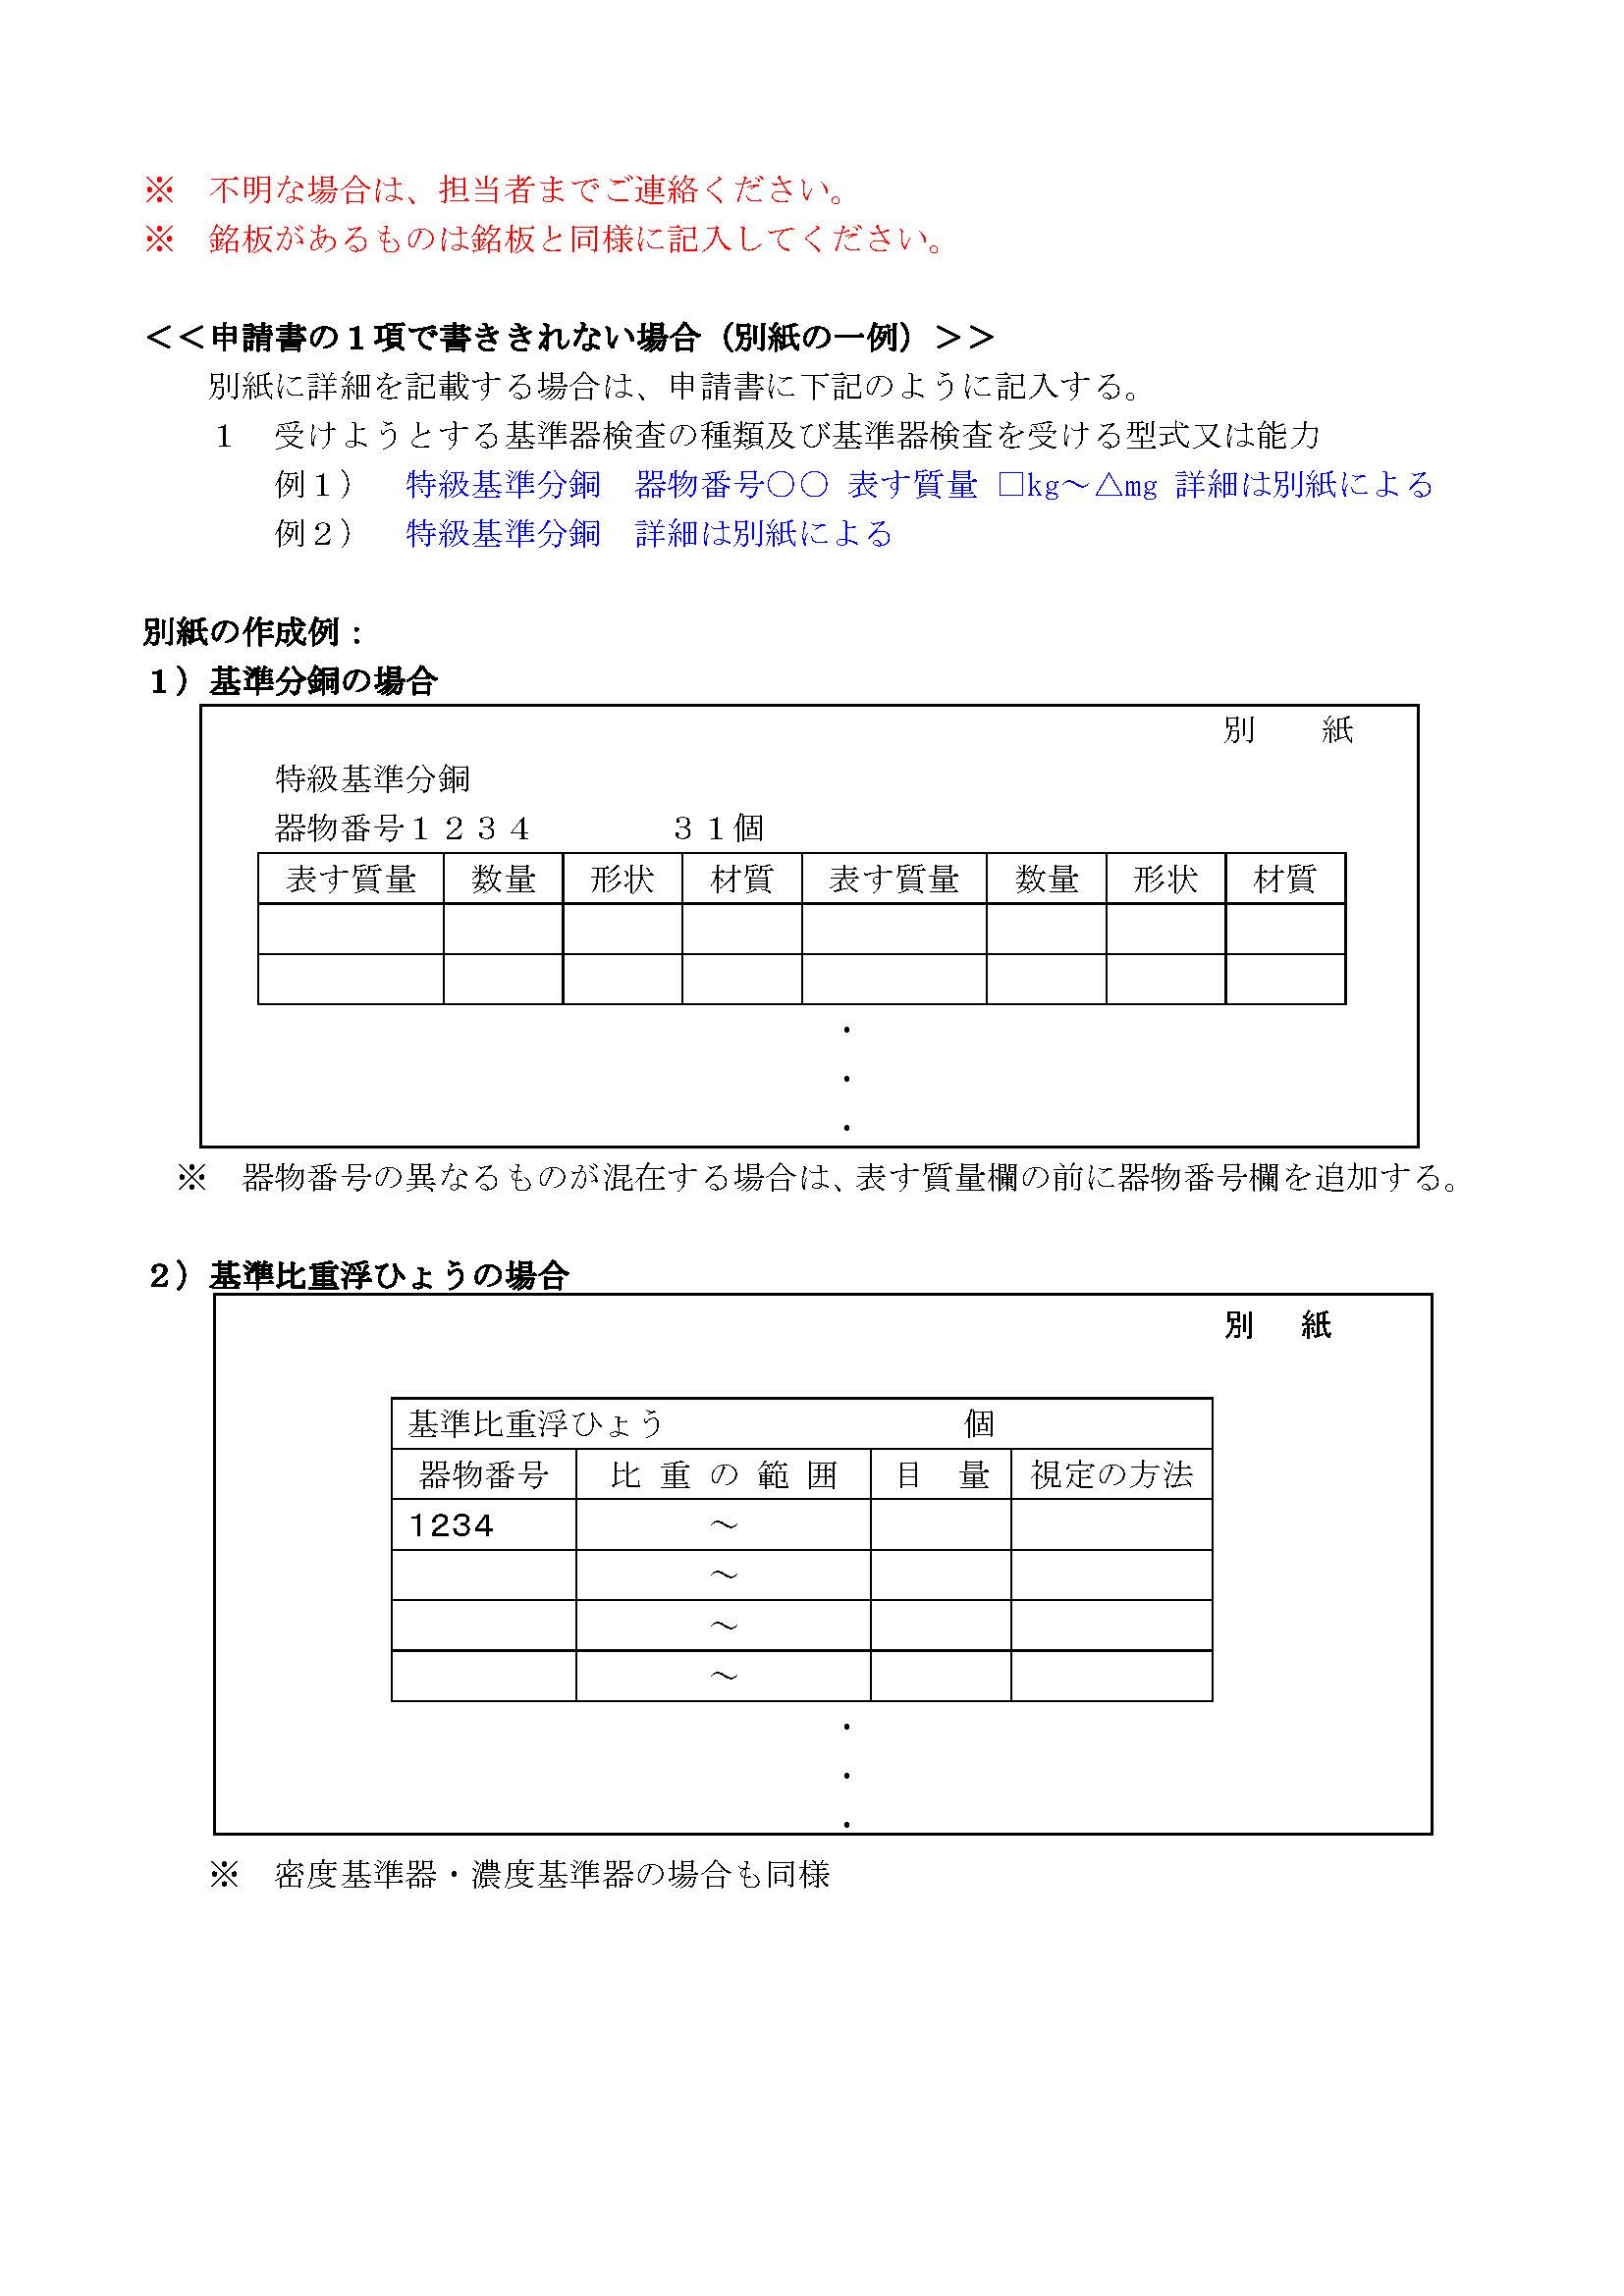 ※　不明な場合は、担当者までご連絡ください。
※　銘板があるものは銘板と同様に記入してください。
＜＜申請書の１項で書ききれない場合（別紙の一例）＞＞
別紙に詳細を記載する場合は、申請書に下記のように記入する。
１　受けようとする基準器検査の種類及び基準器検査を受ける型式又は能力
例１）　特級基準分銅　器物番号○○ 表す質量 □kg～△mg 詳細は別紙による
例２）　特級基準分銅　詳細は別紙による
別紙の作成例：
１）基準分銅の場合
別　　紙
特級基準分銅
器物番号１２３４　　　　３１個
表す質量 数量 形状 材質 表す質量 数量 形状 材質
・
・
・
※　器物番号の異なるものが混在する場合は、表す質量欄の前に器物番号欄を追加する。
２）基準比重浮ひょうの場合
別　紙
基準比重浮ひょう　　　　　　　　　個
器物番号 比 重 の 範 囲 目　量 視定の方法
１２３４ ～
～
～
～
・
・
・
※　密度基準器・濃度基準器の場合も同様